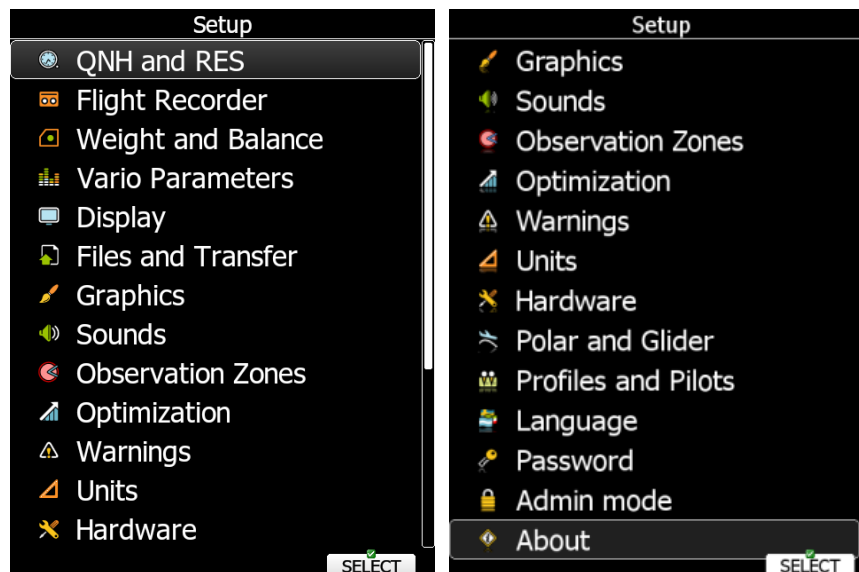 Setup
QNH and RES
Flight Recorder
Weight and Balance
Vario Parameters
Display
Files and Transfer
Graphics
Sounds
Observation Zones
Optimization
Warnings
Units
Hardware
SELECT
Setup
Graphics
Sounds
Observation Zones
Optimization
Warnings
Units
Hardware
Polar and Glider
Profiles and Pilots
Language
Password
Admin mode
About
SELECT